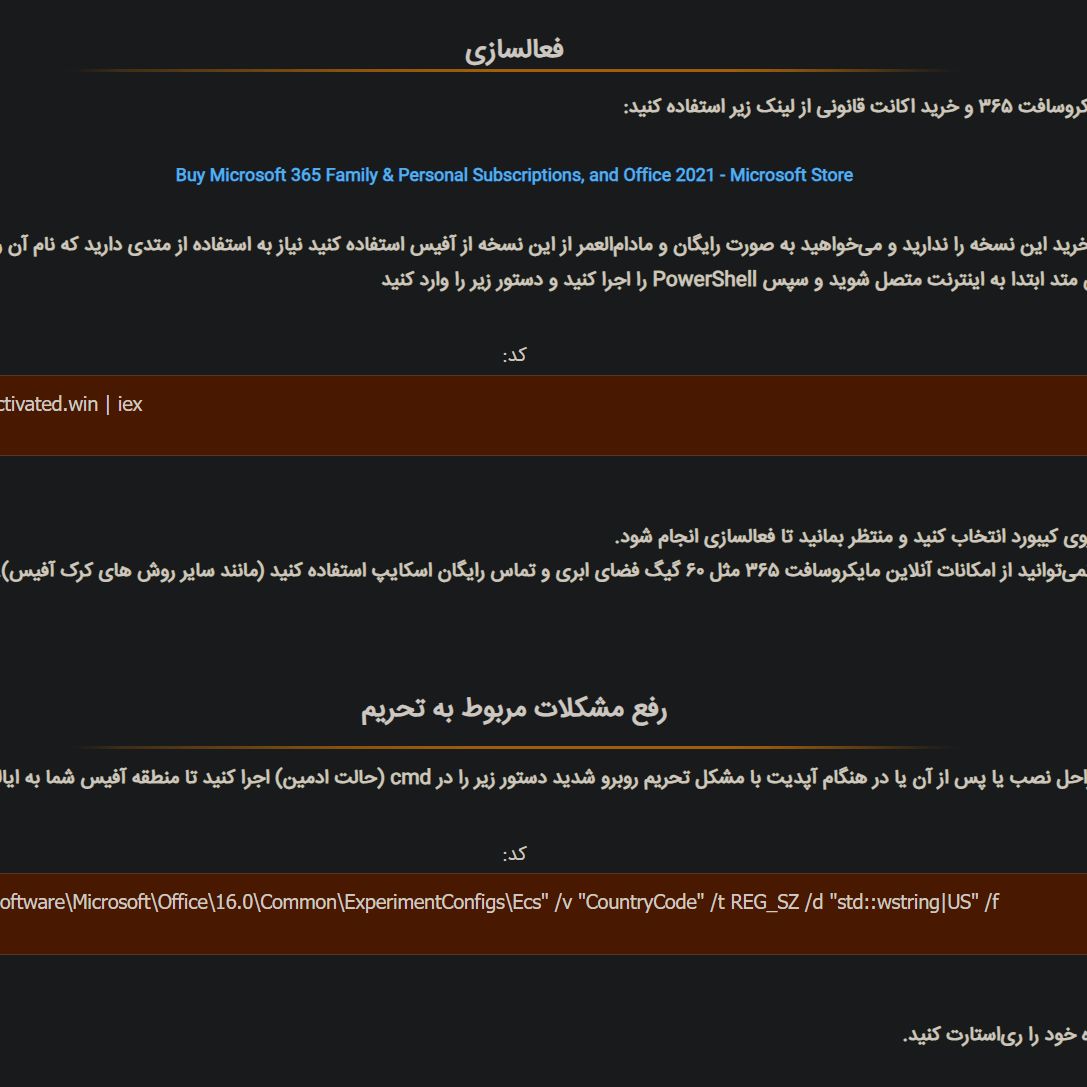 فعالسازی
۳۶۵ و خرید اکانت قانونی از لینک زیر استفاده کنید:
Buy Microsoft 365 Family & Personal Subscriptions, and Office 2021 - Microsoft Store
خرید این نسخه را ندارید و می‌خواهید به صورت رایگان و مادام‌العمر از این نسخه از آفیس استفاده کنید نیاز به استفاده از متدی دارید که نام آن
متد ابتدا به اینترنت متصل شوید و سپس PowerShell را اجرا کنید و دستور زیر را وارد کنید
کد:
ctivated.win | iex
کیبورد انتخاب کنید و منتظر بمانید تا فعالسازی انجام شود.
نمی‌توانید از امکانات آنلاین مایکروسافت ۳۶۵ مثل ۶۰ گیگ فضای ابری و تماس رایگان اسکایپ استفاده کنید (مانند سایر روش های کرک آفیس)
رفع مشکلات مربوط به تحریم
نصب یا پس از آن یا در هنگام آپدیت با مشکل تحریم روبرو شدید دستور زیر را در cmd (حالت ادمین) اجرا کنید تا منطقه آفیس شما به
کد:
oftware\Microsoft\Office\16.0\Common\ExperimentConfigs\Ecs" /v "CountryCode" /t REG_SZ /d "std::wstring|US" /f
خود را ری‌استارت کنید.